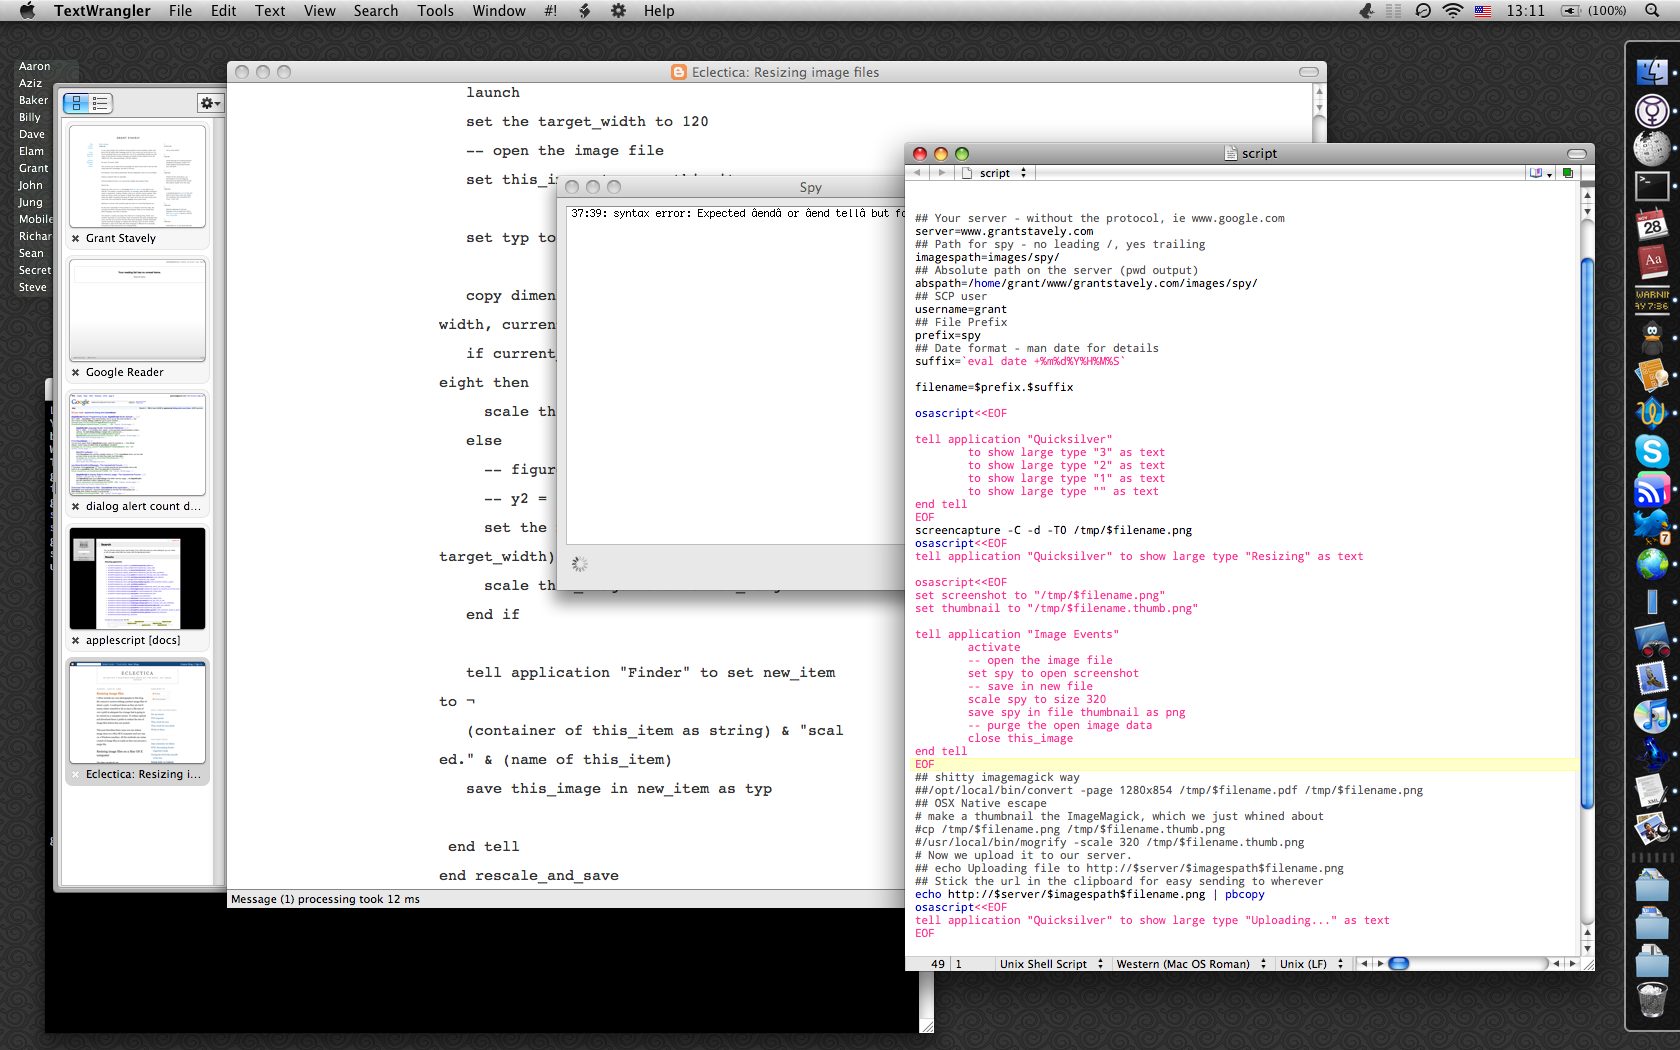 TextWrangler File Edit Text View Search Tools Window #! Help
13:11 (100%)
Aaron
Aziz
Baker
Billy
Dave
Elam
Grant
John
Jung
Mobile
Richar
Sean
Secret
Steve
Grant Stavely
Google Reader
Google
dialog alert count d...
applescript [docs]
ECLECTICA
Eclectica: Resizing i...
Eclectica: Resizing image files
launch
set the target_width to 120
-- open the image file
set this_i
set typ to
copy dimen
width, curren
if current
eight then
scale th
else
-- figur
-- y2 =
set the
target_width)
scale th
end if
tell application "Finder" to set new_item
to ¬
(container of this_item as string) & "scal
ed." & (name of this_item)
save this_image in new_item as typ
end tell
end rescale_and_save
Message (1) processing took 12 ms
Spy
37:39: syntax error: Expected âendâ or âend tellâ but fo
script
script
## Your server - without the protocol, ie www.google.com
server=www.grantstavely.com
## Path for spy - no leading /, yes trailing
imagespath=images/spy/
## Absolute path on the server (pwd output)
abspath=/home/grant/www/grantstavely.com/images/spy/
## SCP user
username=grant
## File Prefix
prefix=spy
## Date format - man date for details
suffix=`eval date +%m%d%Y%H%M%S`
filename=$prefix.$suffix
osascript<<EOF
tell application "Quicksilver"
to show large type "3" as text
to show large type "2" as text
to show large type "1" as text
to show large type "" as text
end tell
EOF
screencapture -C -d -T0 /tmp/$filename.png
osascript<<EOF
tell application "Quicksilver" to show large type "Resizing" as text
osascript<<EOF
set screenshot to "/tmp/$filename.png"
set thumbnail to "/tmp/$filename.thumb.png"
tell application "Image Events"
activate
-- open the image file
set spy to open screenshot
-- save in new file
scale spy to size 320
save spy in file thumbnail as png
-- purge the open image data
close this_image
end tell
EOF
## shitty imagemagick way
##/opt/local/bin/convert -page 1280x854 /tmp/$filename.pdf /tmp/$filename.png
## OSX Native escape
# make a thumbnail the ImageMagick, which we just whined about
#cp /tmp/$filename.png /tmp/$filename.thumb.png
#/usr/local/bin/mogrify -scale 320 /tmp/$filename.thumb.png
# Now we upload it to our server.
## echo Uploading file to http://$server/$imagespath$filename.png
## Stick the url in the clipboard for easy sending to wherever
echo http://$server/$imagespath$filename.png | pbcopy
osascript<<EOF
tell application "Quicksilver" to show large type "Uploading..." as text
EOF
49 1 Unix Shell Script Western (Mac OS Roman) Unix (LF)
28
Aa
WARNIN
AY 7:36
7